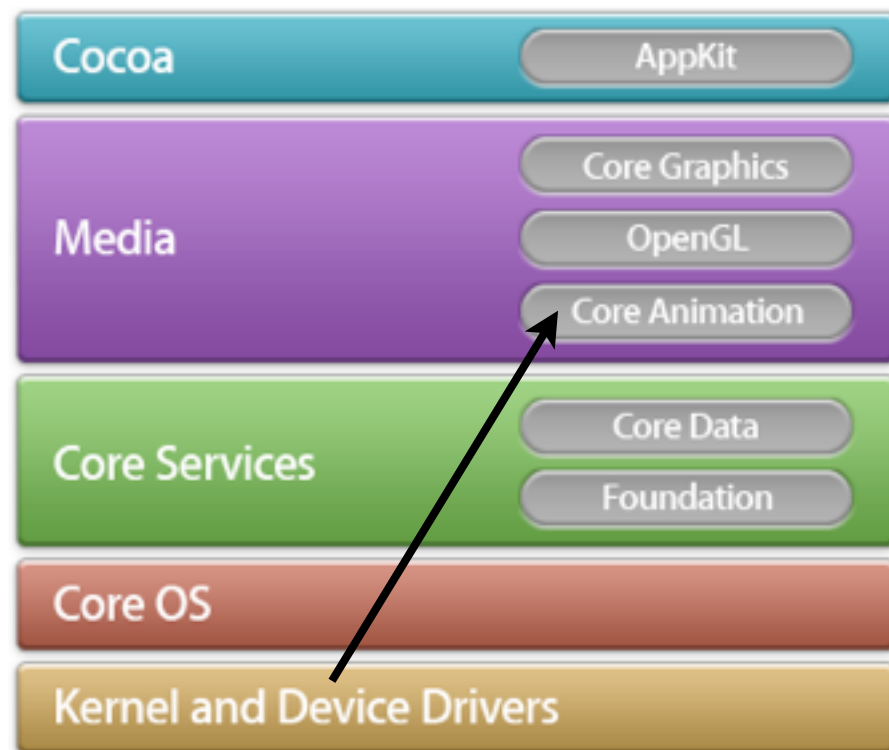 Cocoa
AppKit
Media
Core Graphics
OpenGL
Core Animation
Core Services
Core Data
Foundation
Core OS
Kernel and Device Drivers